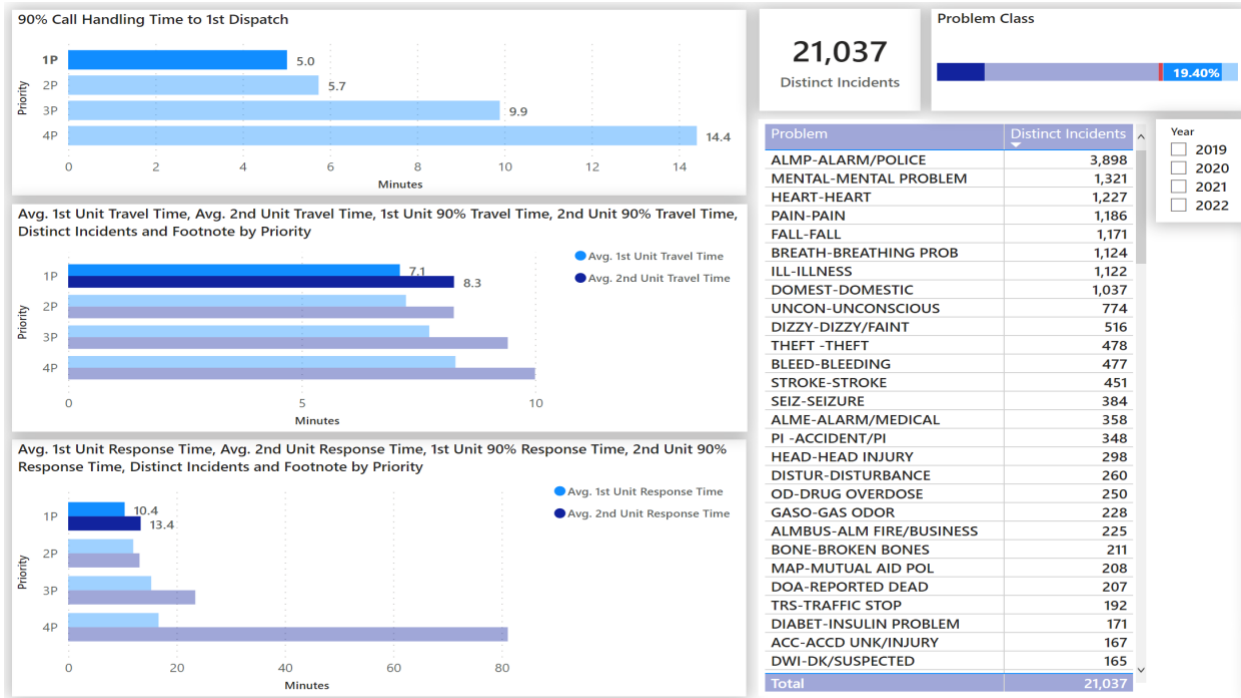 90% Call Handling Time to 1st Dispatch
Priority
1P
5.0
2P
5.7
3P
9.9
4P
14.4
0 2 4 6 8 10 12 14
Minutes
Avg. 1st Unit Travel Time, Avg. 2nd Unit Travel Time, 1st Unit 90% Travel Time, 2nd Unit 90% Travel Time,
Distinct Incidents and Footnote by Priority
Avg. 1st Unit Travel Time
Avg. 2nd Unit Travel Time
Priority
1P
7.1
8.3
2P
3P
4P
0 5 10
Minutes
Avg. 1st Unit Response Time, Avg. 2nd Unit Response Time, 1st Unit 90% Response Time, 2nd Unit 90%
Response Time, Distinct Incidents and Footnote by Priority
Avg. 1st Unit Response Time
Avg. 2nd Unit Response Time
Priority
1P
10.4
13.4
2P
3P
4P
0 20 40 60 80
Minutes
21,037
Distinct Incidents
Problem Class
19.40%
Problem Distinct Incidents
ALMP-ALARM/POLICE 3,898
MENTAL-MENTAL PROBLEM 1,321
HEART-HEART 1,227
PAIN-PAIN 1,186
FALL-FALL 1,171
BREATH-BREATHING PROB 1,124
ILL-ILLNESS 1,122
DOMEST-DOMESTIC 1,037
UNCON-UNCONSCIOUS 774
DIZZY-DIZZY/FAINT 516
THEFT -THEFT 478
BLEED-BLEEDING 477
STROKE-STROKE 451
SEIZ-SEIZURE 384
ALME-ALARM/MEDICAL 358
PI -ACCIDENT/PI 348
HEAD-HEAD INJURY 298
DISTUR-DISTURBANCE 260
OD-DRUG OVERDOSE 250
GASO-GAS ODOR 228
ALMBUS-ALM FIRE/BUSINESS 225
BONE-BROKEN BONES 211
MAP-MUTUAL AID POL 208
DOA-REPORTED DEAD 207
TRS-TRAFFIC STOP 192
DIABET-INSULIN PROBLEM 171
ACC-ACCD UNK/INJURY 167
DWI-DK/SUSPECTED 165
Total 21,037
Year
2019
2020
2021
2022